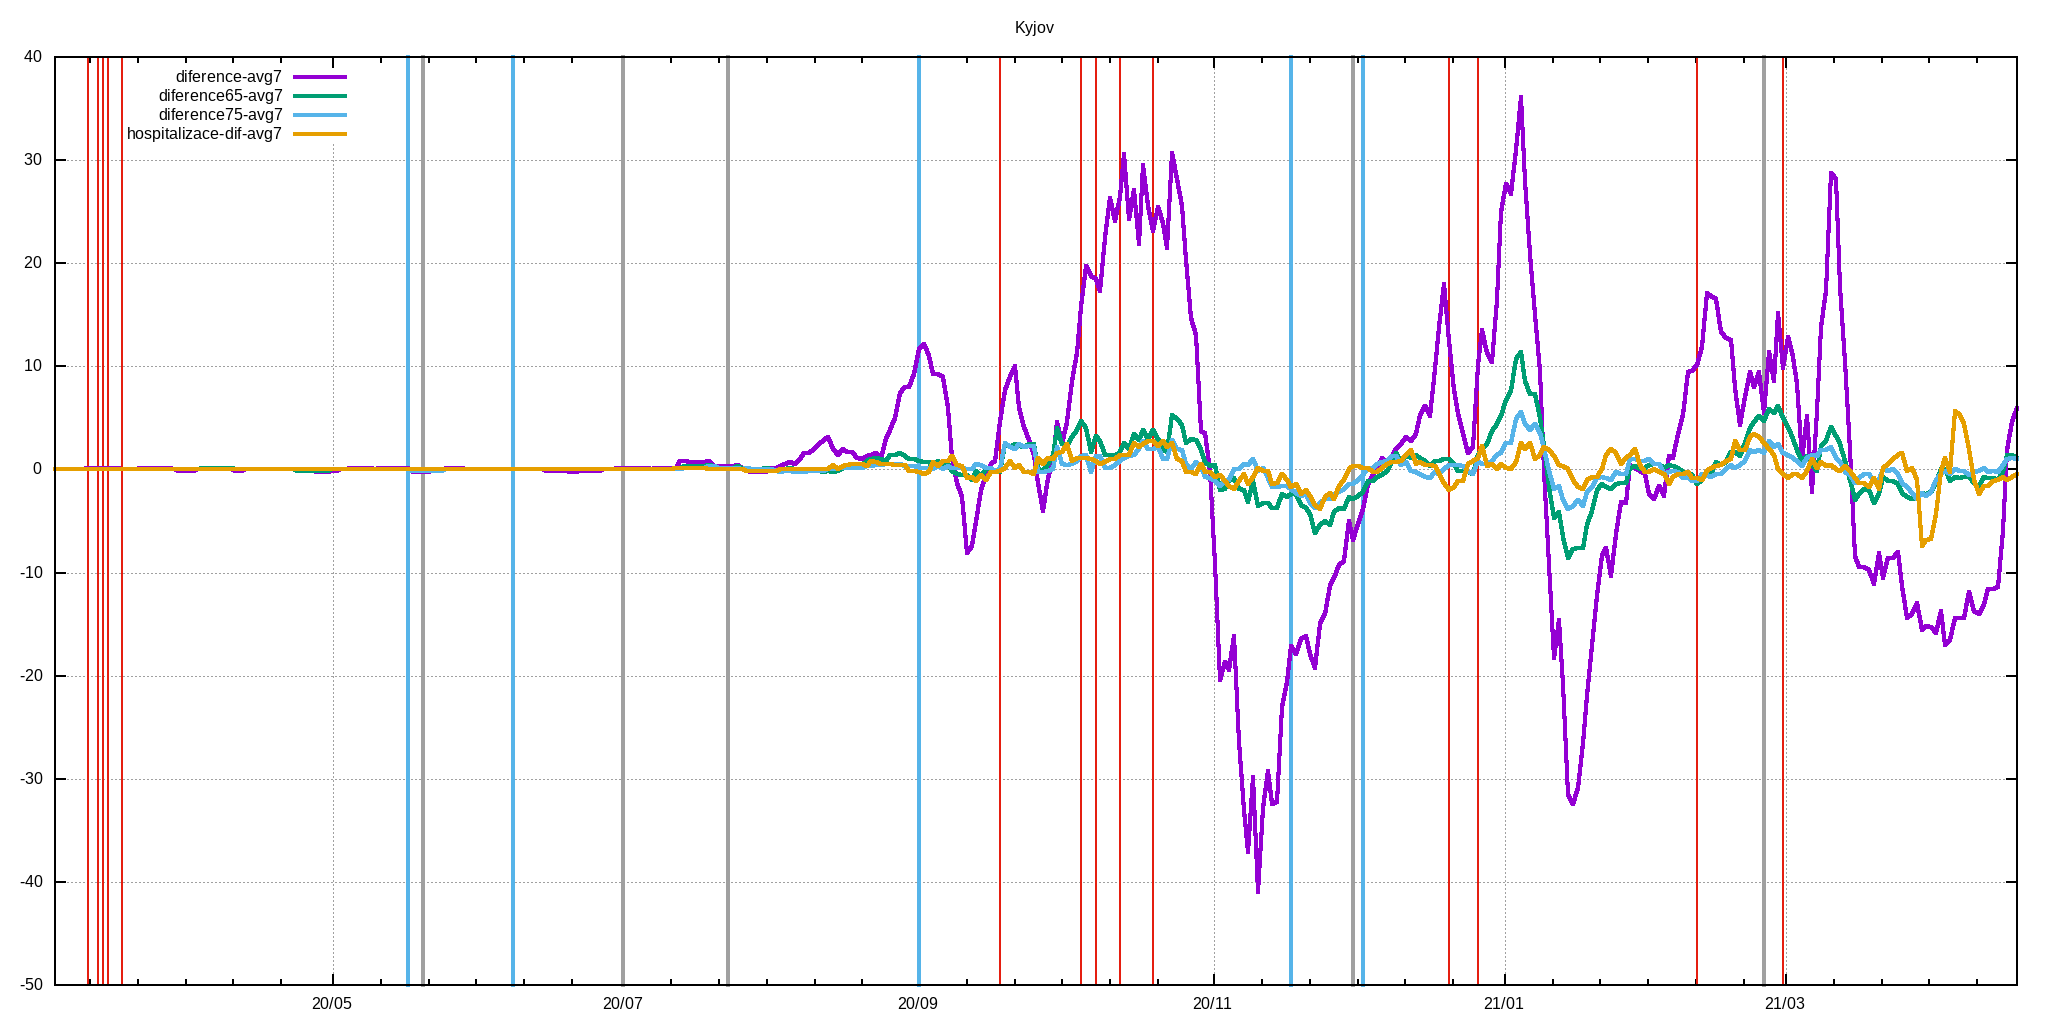 Kyjov
diference-avg7
diference65-avg7
diference75-avg7
hospitalizace-dif-avg7
40
30
20
10
0
-10
-20
-30
-40
-50
20/05 20/07 20/09 20/11 21/01 21/03